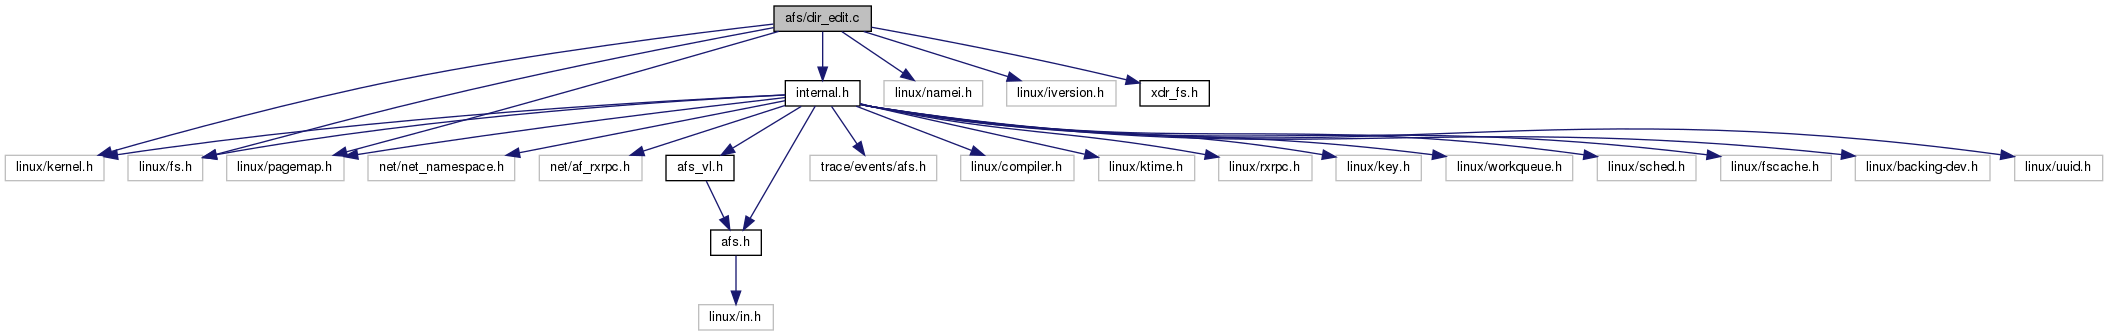 afs/dir_edit.c
internal.h
linux/namei.h
linux/iversion.h
xdr_fs.h
linux/kernel.h
linux/fs.h
linux/pagemap.h
net/net_namespace.h
net/af_rxrpc.h
afs_vl.h
trace/events/afs.h
linux/compiler.h
linux/ktime.h
linux/rxrpc.h
linux/key.h
linux/workqueue.h
linux/sched.h
linux/fscache.h
linux/backing-dev.h
linux/uuid.h
afs.h
linux/in.h